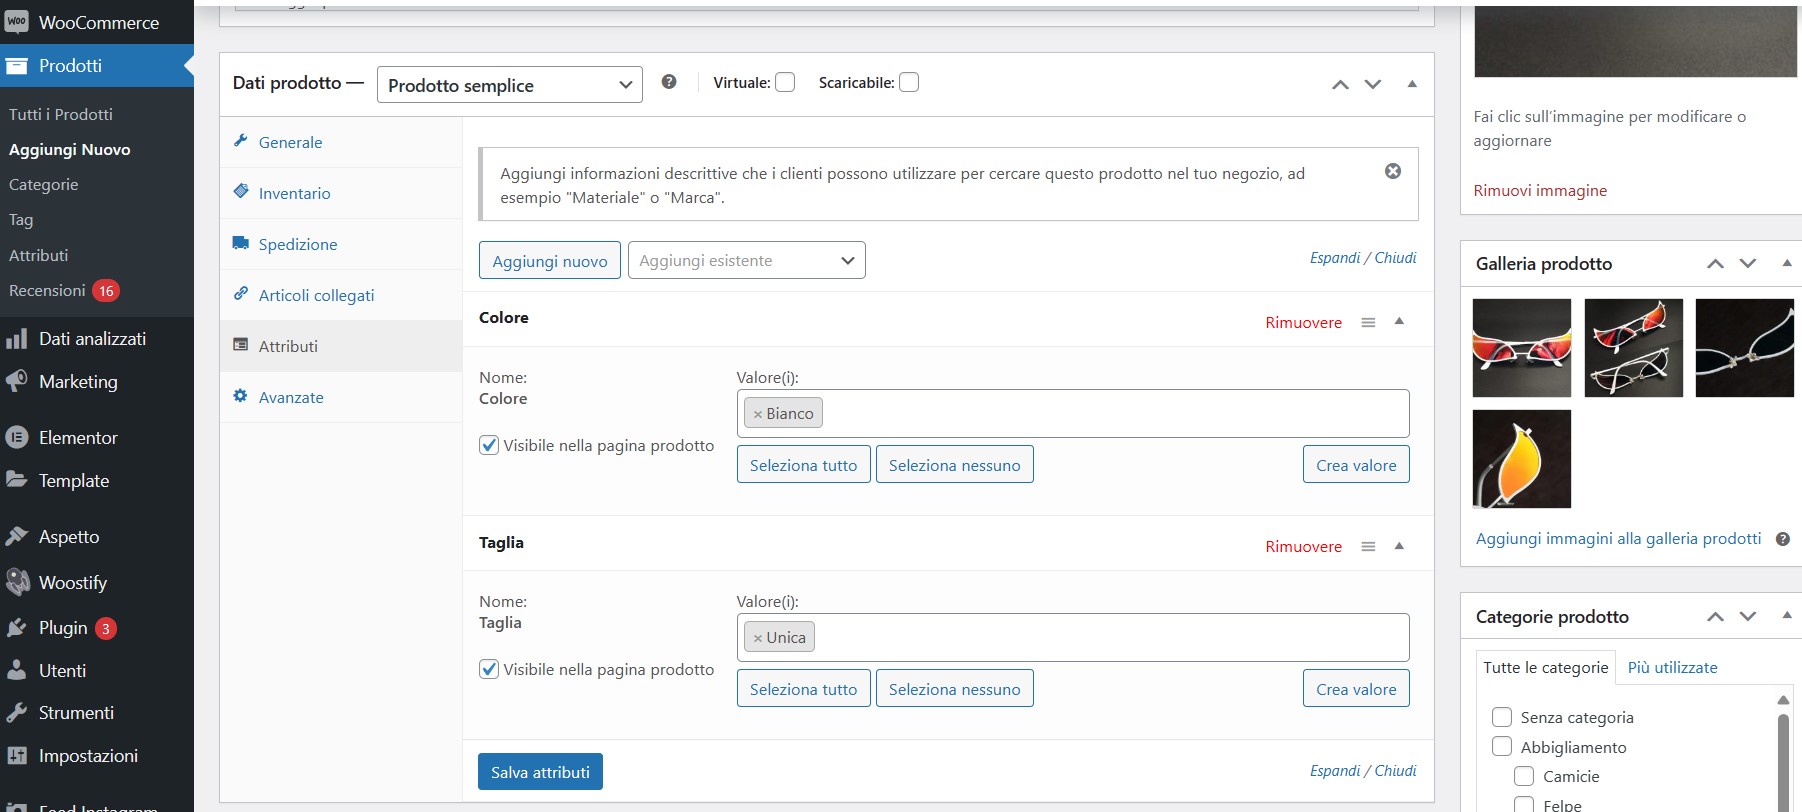 WooCommerce
Prodotti
Tutti i Prodotti
Aggiungi Nuovo
Categorie
Tag
Attributi
Recensioni 16
Dati analizzati
Marketing
Elementor
Template
Aspetto
Woostify
Plugin 3
Utenti
Strumenti
Impostazioni
Feed Instagram
Dati prodotto — Prodotto semplice Virtuale: Scaricabile:
Generale
Inventario
Spedizione
Articoli collegati
Attributi
Avanzate
Aggiungi informazioni descrittive che i clienti possono utilizzare per cercare questo prodotto nel tuo negozio, ad
esempio "Materiale" o "Marca".
Aggiungi nuovo Aggiungi esistente Espandi / Chiudi
Colore Rimuovere
Nome: Valore(i):
Colore × Bianco
Visibile nella pagina prodotto
Seleziona tutto Seleziona nessuno Crea valore
Taglia Rimuovere
Nome: Valore(i):
Taglia × Unica
Visibile nella pagina prodotto
Seleziona tutto Seleziona nessuno Crea valore
Salva attributi Espandi / Chiudi
Fai clic sull'immagine per modificare o
aggiornare
Rimuovi immagine
Galleria prodotto
Aggiungi immagini alla galleria prodotti
Categorie prodotto
Tutte le categorie Più utilizzate
Senza categoria
Abbigliamento
Camicie
Felpe